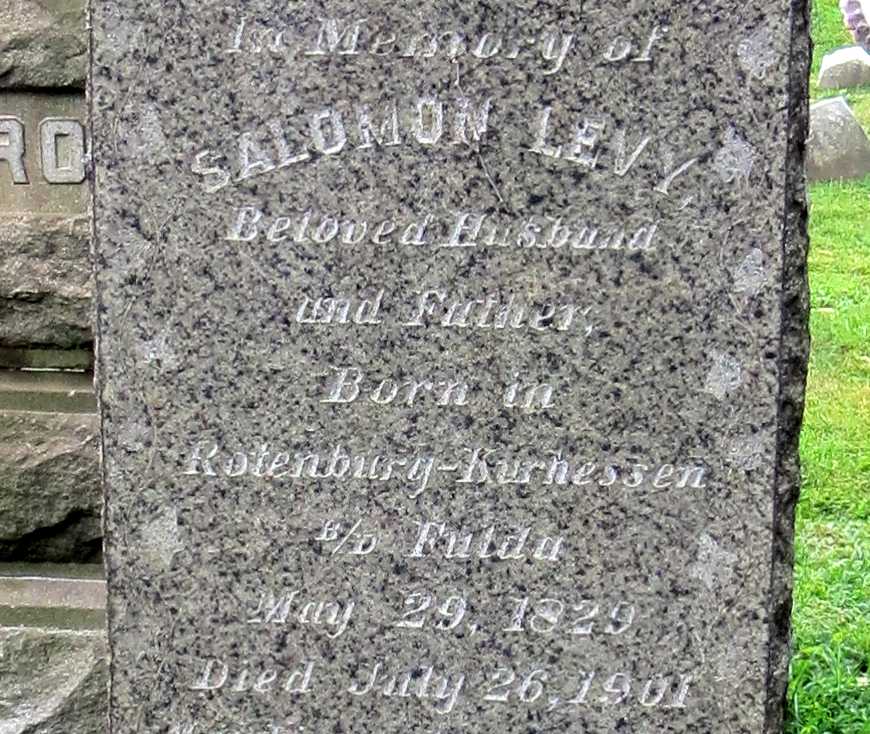 In Memory of
SALOMON LEVY,
Beloved Husband
and Father,
Born in
Rotenburg-Kurhessen
B/D Fulda
May 29, 1829
Died July 26, 1901
RO